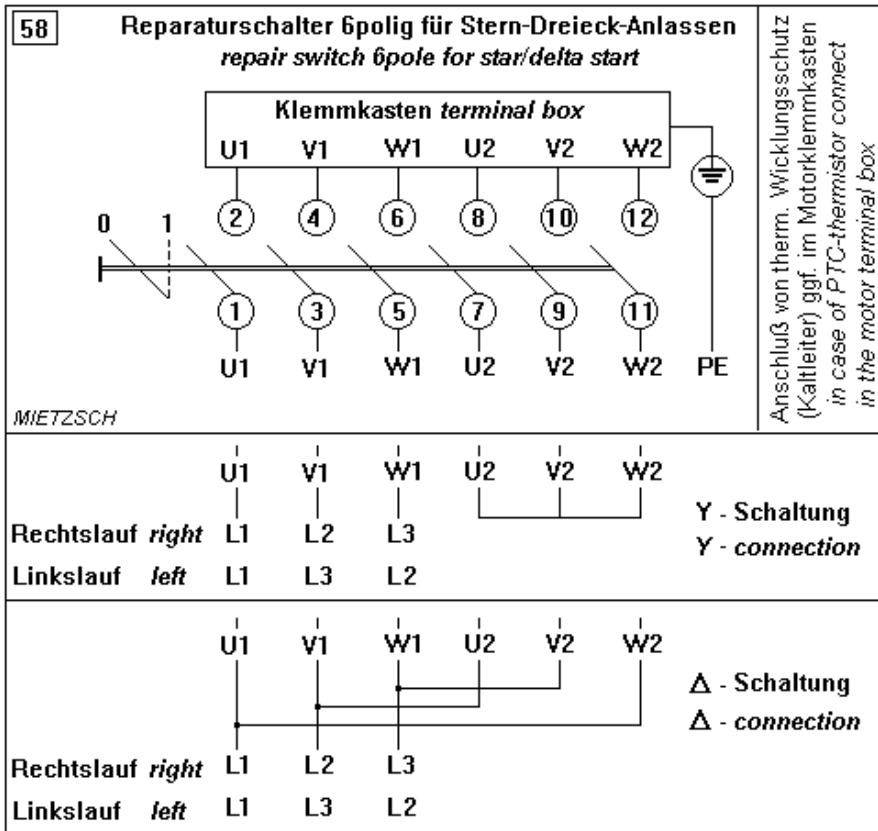 58
Reparaturschalter 6polig für Stern-Dreieck-Anlassen
repair switch 6pole for star/delta start
Klemmkasten terminal box
U1 V1 W1 U2 V2 W2
2 4 6 8 10 12
0 1
1 3 5 7 9 11
U1 V1 W1 U2 V2 W2 PE
MIETZSCH
Anschluß von therm. Wicklungsschutz
(Kaltleiter) ggf. im Motorklemmkasten
in case of PTC-thermistor connect
in the motor terminal box
U1 V1 W1 U2 V2 W2
Y - Schaltung
Rechtslauf right L1 L2 L3
Y - connection
Linkslauf left L1 L3 L2
U1 V1 W1 U2 V2 W2
Δ - Schaltung
Δ - connection
Rechtslauf right L1 L2 L3
Linkslauf left L1 L3 L2